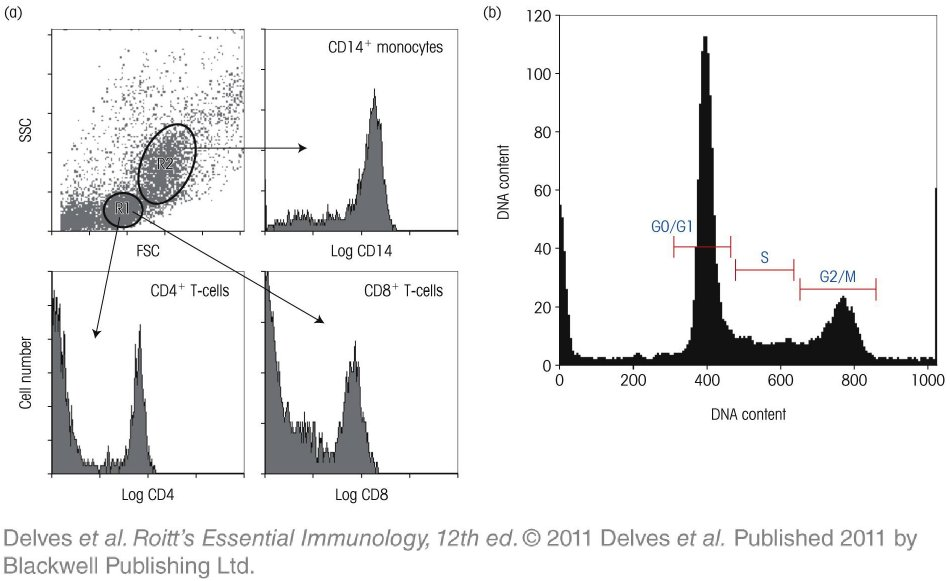 (a)
SSC
R2
R1
FSC
CD14+ monocytes
Log CD14
CD4+ T-cells
Cell number
Log CD4
CD8+ T-cells
Log CD8
(b)
DNA content
120
100
80
60
40
20
0
G0/G1
S
G2/M
0 200 400 600 800 1000
DNA content
Delves et al. Roitt's Essential Immunology, 12th ed. © 2011 Delves et al. Published 2011 by
Blackwell Publishing Ltd.